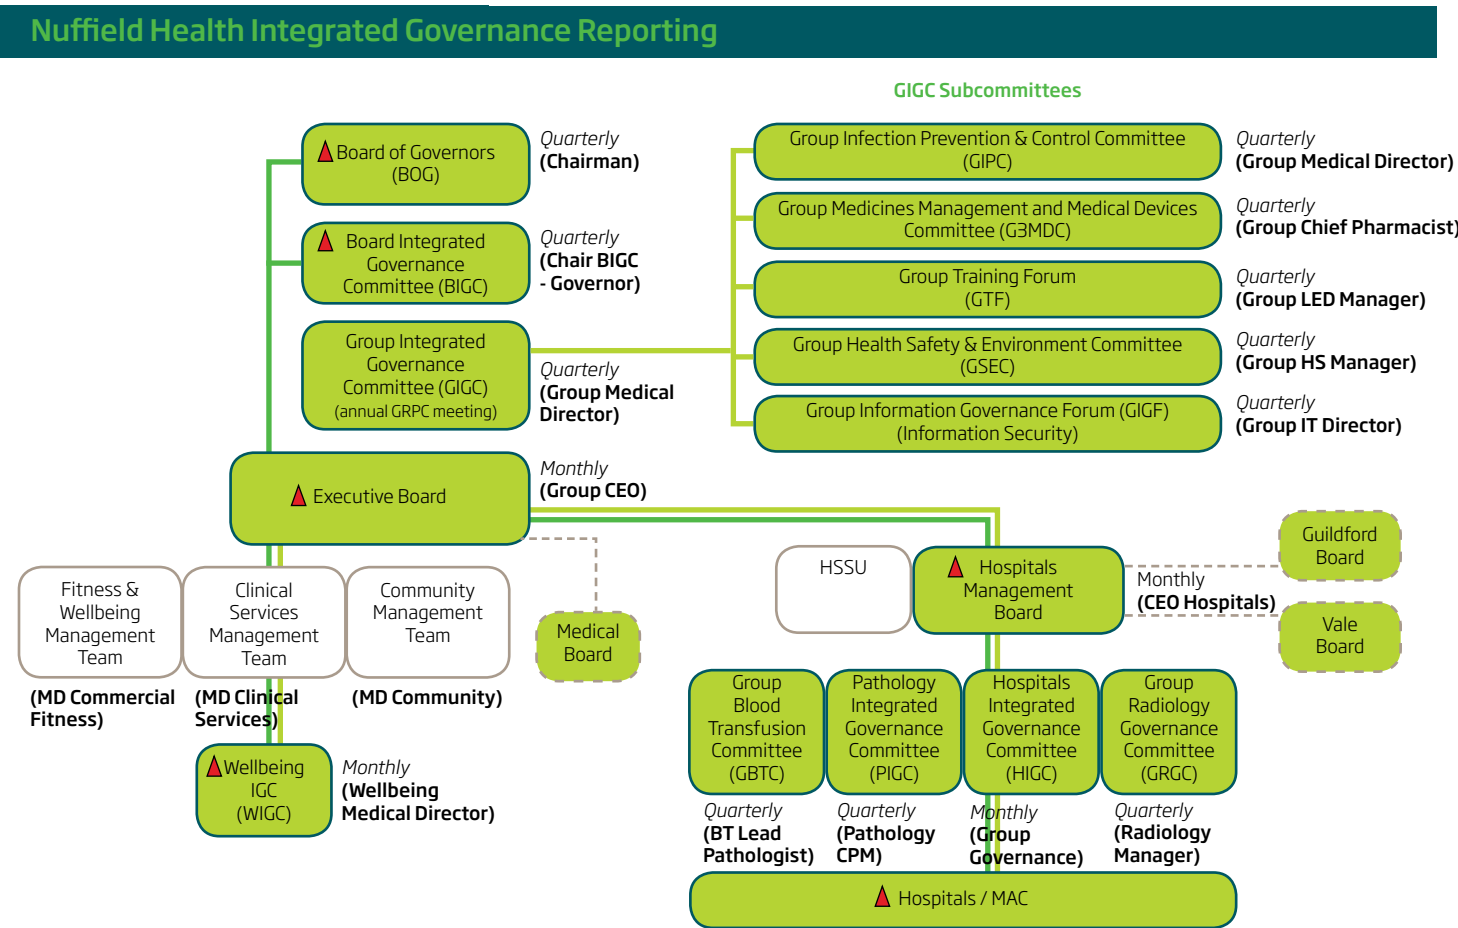 Nuffield Health Integrated Governance Reporting
GIGC Subcommittees
Board of Governors
(BOG)
Quarterly
(Chairman)
Board Integrated
Governance
Committee (BIGC)
Quarterly
(Chair BIGC
- Governor)
Group Integrated
Governance
Committee (GIGC)
(annual GRPC meeting)
Quarterly
(Group Medical
Director)
Group Infection Prevention & Control Committee
(GIPC)
Quarterly
(Group Medical Director)
Group Medicines Management and Medical Devices
Committee (G3MDC)
Quarterly
(Group Chief Pharmacist)
Group Training Forum
(GTF)
Quarterly
(Group LED Manager)
Group Health Safety & Environment Committee
(GSEC)
Quarterly
(Group HS Manager)
Group Information Governance Forum (GIGF)
(Information Security)
Quarterly
(Group IT Director)
Executive Board
Monthly
(Group CEO)
Fitness &
Wellbeing
Management
Team
(MD Commercial
Fitness)
Clinical
Services
Management
Team
(MD Clinical
Services)
Community
Management
Team
(MD Community)
Medical
Board
HSSU
Hospitals
Management
Board
Monthly
(CEO Hospitals)
Guildford
Board
Vale
Board
Wellbeing
IGC
(WIGC)
Monthly
(Wellbeing
Medical Director)
Group
Blood
Transfusion
Committee
(GBTC)
Quarterly
(BT Lead
Pathologist)
Pathology
Integrated
Governance
Committee
(PIGC)
Quarterly
(Pathology
CPM)
Hospitals
Integrated
Governance
Committee
(HIGC)
Monthly
(Group
Governance)
Group
Radiology
Governance
Committee
(GRGC)
Quarterly
(Radiology
Manager)
Hospitals / MAC